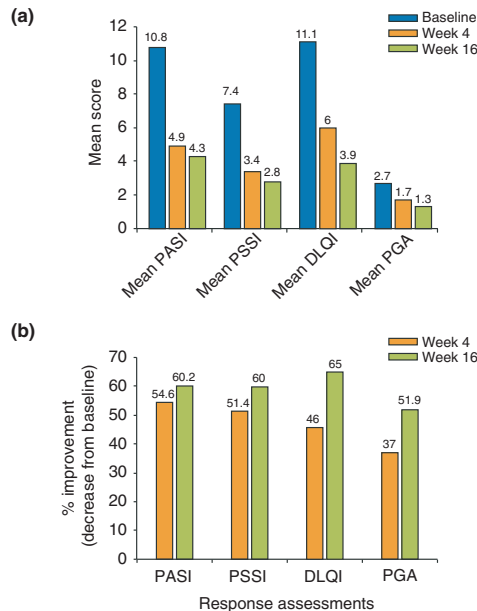 (a)
Baseline
Week 4
Week 16
Mean score
12
10
8
6
4
2
0
10.8
4.9
4.3
7.4
3.4
2.8
11.1
6
3.9
2.7
1.7
1.3
Mean PASI
Mean PSSI
Mean DLQI
Mean PGA
(b)
Week 4
Week 16
% improvement
(decrease from baseline)
70
60
50
40
30
20
10
0
54.6
60.2
51.4
60
46
65
37
51.9
PASI
PSSI
DLQI
PGA
Response assessments